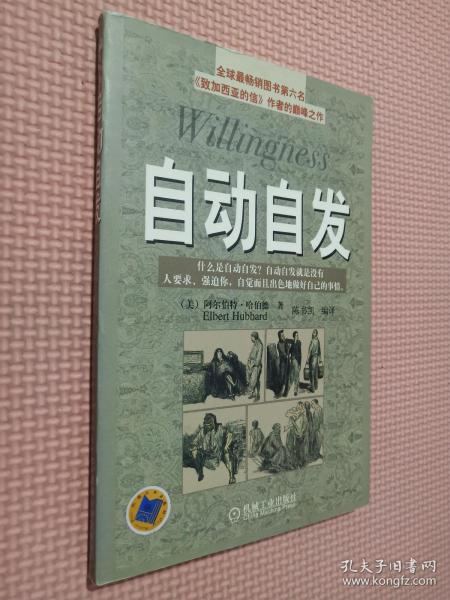 全球最畅销图书第六名
《致加西亚的信》作者的巅峰之作
Willingness
自动自发
什么是自动自发？自动自发就是没有
人要求、强迫你，自觉而且出色地做好自己的事情。
（美）阿尔伯特·哈伯德 著
Elbert Hubbard
陈书凯 编译
机械工业出版社
China Machine Press
孔夫子旧书网
www.kongfz.com